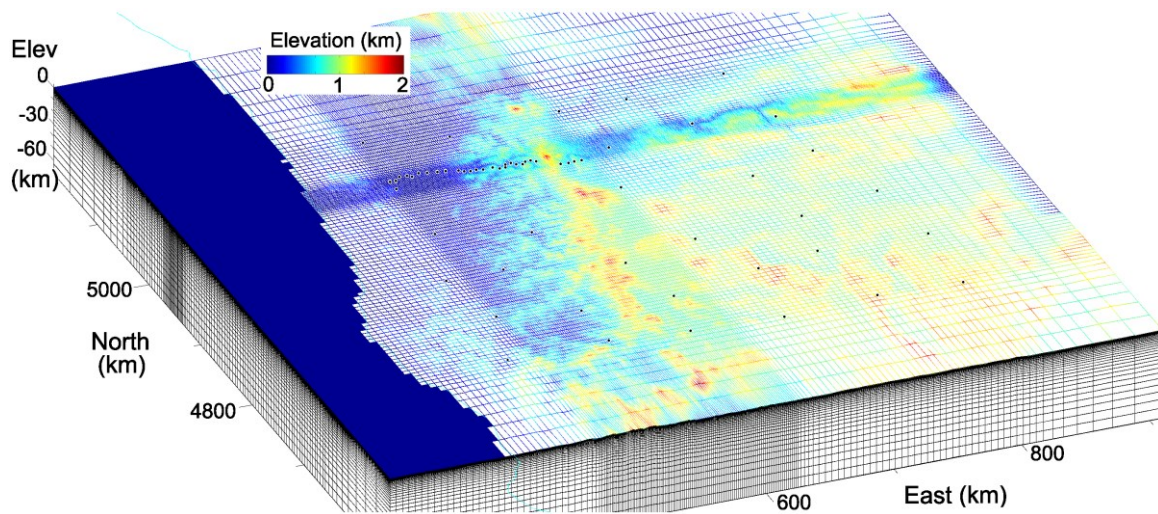 Elev
0
-30
-60
(km)
Elevation (km)
0
1
2
5000
North
(km)
4800
600
East (km)
800